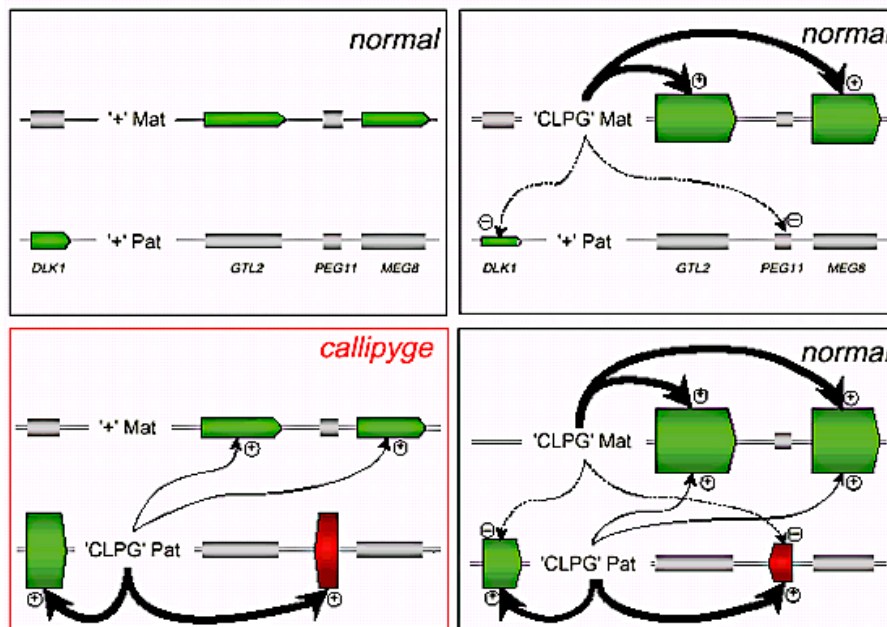 normal
'+' Mat
'+' Pat
DLK1 GTL2 PEG11 MEG8
normal
'CLPG' Mat
+ +
'+' Pat
− −
DLK1 GTL2 PEG11 MEG8
callipyge
'+' Mat
+ +
'CLPG' Pat
+ +
normal
'CLPG' Mat
+ +
+ +
− −
'CLPG' Pat
+ +